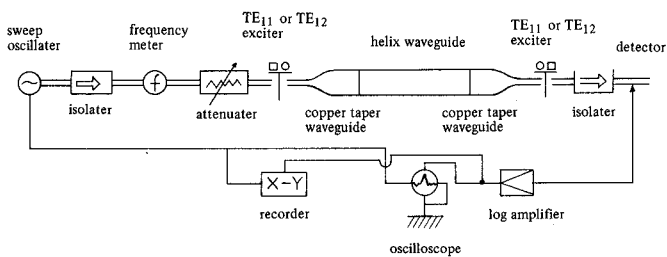 sweep
oscillater
isolater
frequency
meter
f
attenuater
TE11 or TE12
exciter
helix waveguide
copper taper
waveguide
copper taper
waveguide
TE11 or TE12
exciter
isolater
detector
X-Y
recorder
oscilloscope
log amplifier